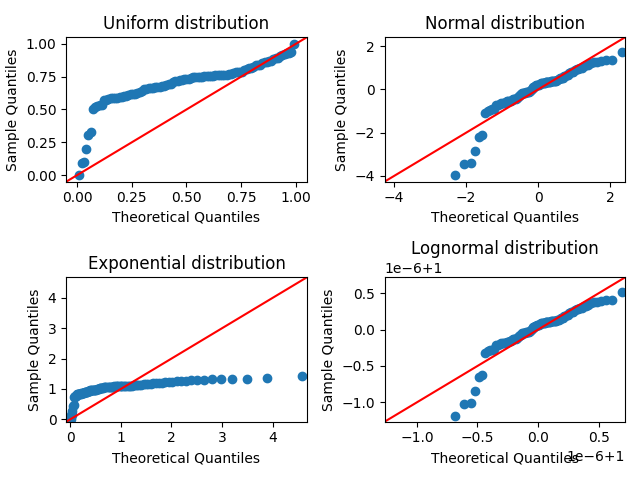 Uniform distribution
1.00
0.75
0.50
0.25
0.00
Sample Quantiles
0.00 0.25 0.50 0.75 1.00
Theoretical Quantiles
Normal distribution
2
0
−2
−4
Sample Quantiles
−4 −2 0 2
Theoretical Quantiles
Exponential distribution
4
3
2
1
0
Sample Quantiles
0 1 2 3 4
Theoretical Quantiles
Lognormal distribution
1e−6+1
0.5
0.0
−0.5
−1.0
Sample Quantiles
−1.0 −0.5 0.0 0.5
Theoretical Quantiles
1e−6+1